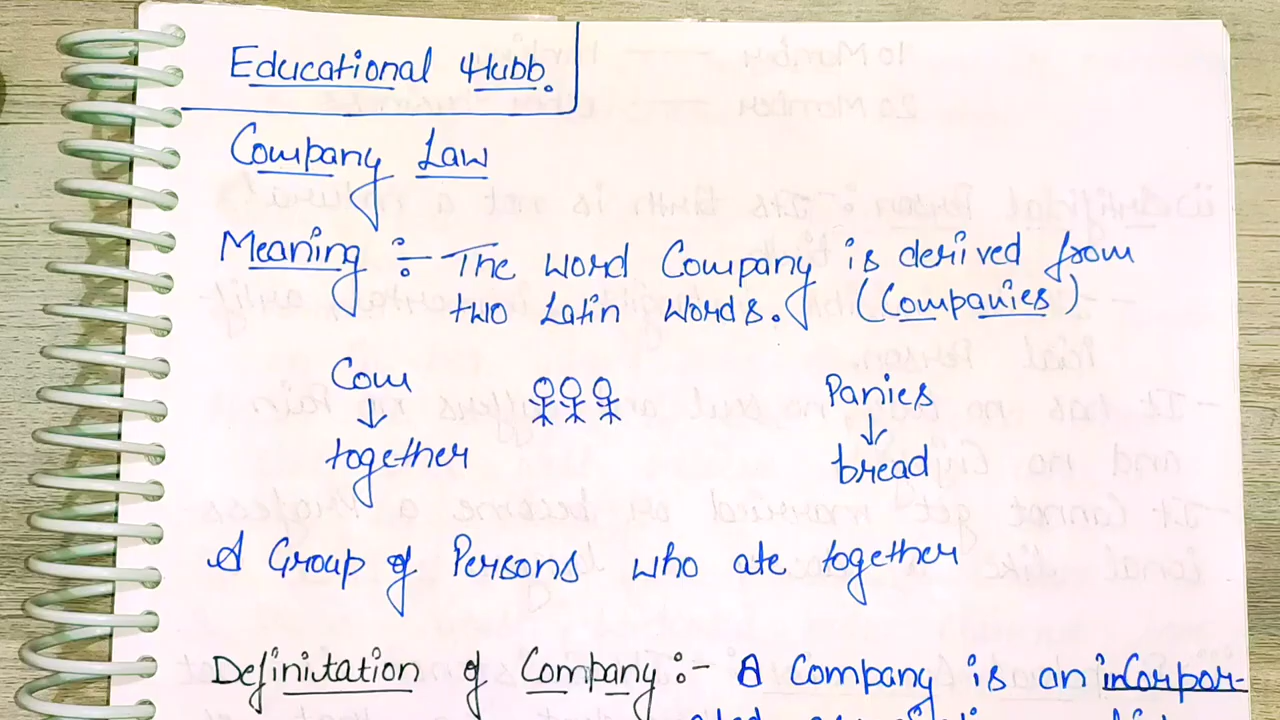 Educational Hubb.
Company Law
Meaning :- The word Company is derived from
two Latin words. (Companies)
Com Panies
↓ ↓
together bread
A Group of Persons who ate together
Definitation of Company :- A Company is an incorpor-